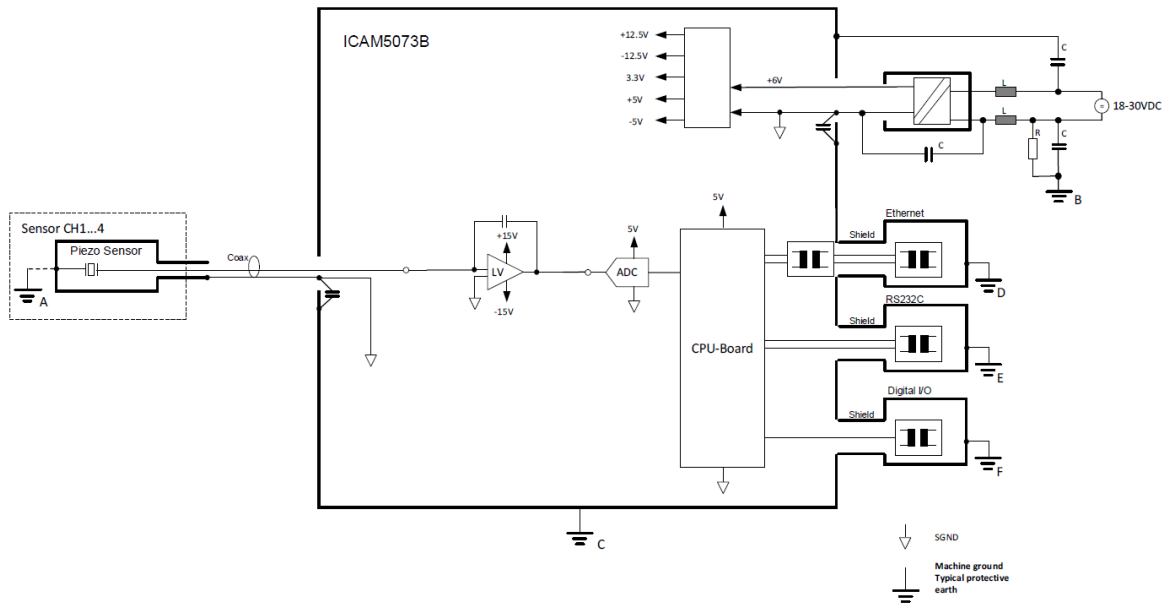 ICAM5073B
+12.5V
-12.5V
3.3V
+5V
-5V
+6V
C
L
18-30VDC
L
R
C
C
B
5V
Ethernet
Shield
D
Sensor CH1...4
Piezo Sensor
Coax
A
+15V
LV
-15V
5V
ADC
CPU-Board
RS232C
Shield
E
Digital I/O
Shield
F
C
SGND
Machine ground
Typical protective
earth